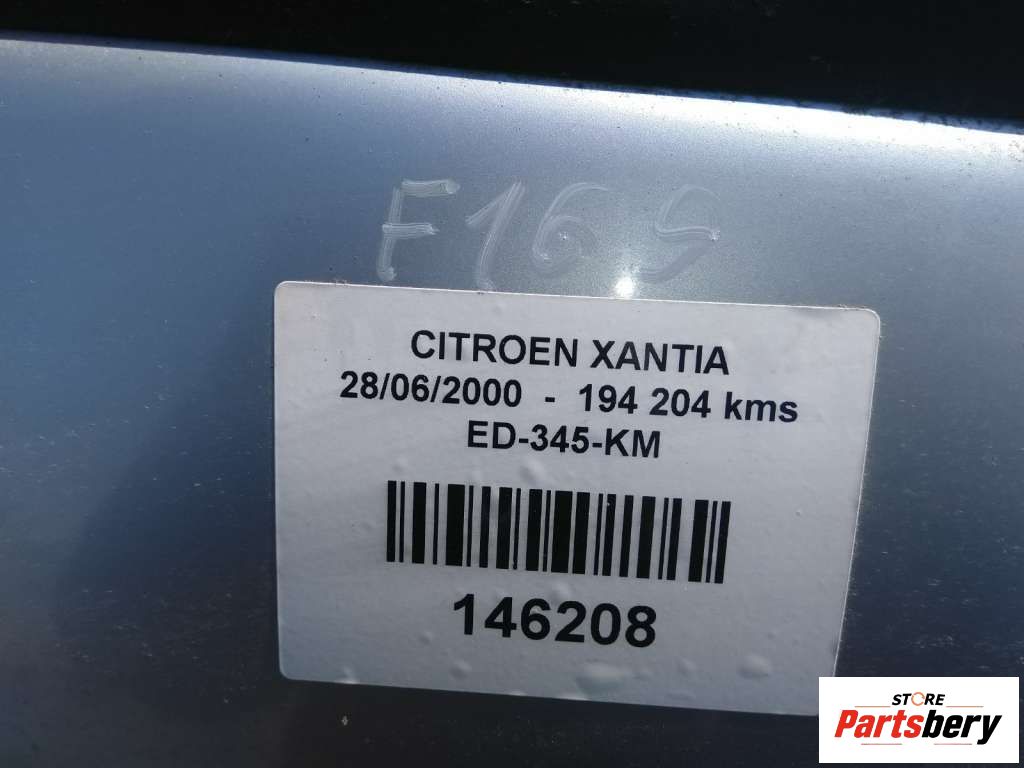 F169
CITROEN XANTIA
28/06/2000 - 194 204 kms
ED-345-KM
146208
STORE
Partsbery